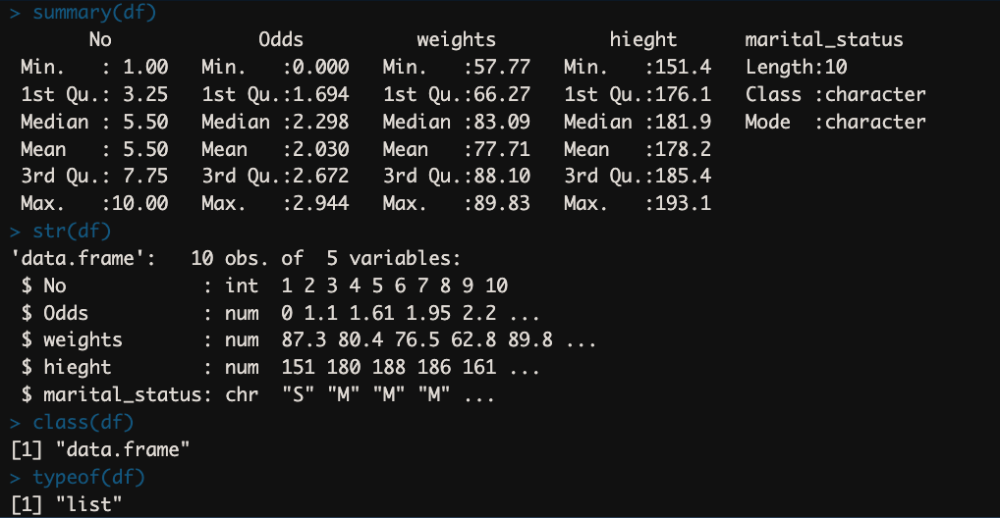 > summary(df)
       No             Odds          weights          hieght      marital_status
 Min.   : 1.00   Min.   :0.000   Min.   :57.77   Min.   :151.4   Length:10
 1st Qu.: 3.25   1st Qu.:1.694   1st Qu.:66.27   1st Qu.:176.1   Class :character
 Median : 5.50   Median :2.298   Median :83.09   Median :181.9   Mode  :character
 Mean   : 5.50   Mean   :2.030   Mean   :77.71   Mean   :178.2
 3rd Qu.: 7.75   3rd Qu.:2.672   3rd Qu.:88.10   3rd Qu.:185.4
 Max.   :10.00   Max.   :2.944   Max.   :89.83   Max.   :193.1
> str(df)
'data.frame':   10 obs. of  5 variables:
 $ No            : int  1 2 3 4 5 6 7 8 9 10
 $ Odds          : num  0 1.1 1.61 1.95 2.2 ...
 $ weights       : num  87.3 80.4 76.5 62.8 89.8 ...
 $ hieght        : num  151 180 188 186 161 ...
 $ marital_status: chr  "S" "M" "M" "M" ...
> class(df)
[1] "data.frame"
> typeof(df)
[1] "list"